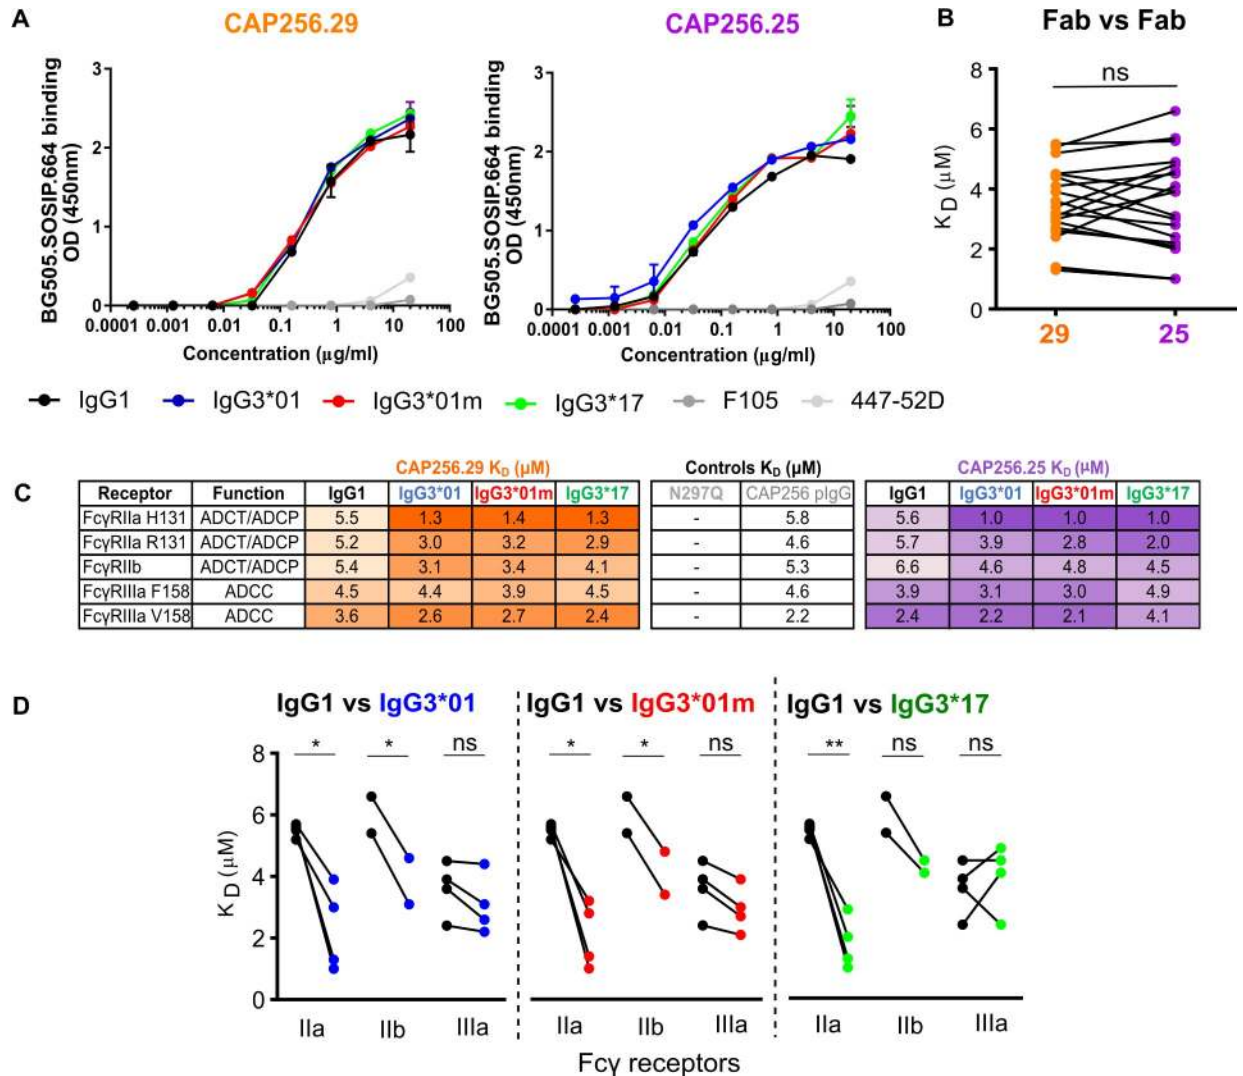 A
CAP256.29
CAP256.25
B
Fab vs Fab
BG505.SOSIP.664 binding
OD (450nm)
3
2
1
0
0.0001
0.001
0.01
0.1
1
10
100
Concentration (μg/ml)
BG505.SOSIP.664 binding
OD (450nm)
3
2
1
0
0.0001
0.001
0.01
0.1
1
10
100
Concentration (μg/ml)
ns
K_D (μM)
8
6
4
2
0
29 25
IgG1 IgG3*01 IgG3*01m IgG3*17 F105 447-52D
C
CAP256.29 K_D (μM) Controls K_D (μM) CAP256.25 K_D (μM)
Receptor Function IgG1 IgG3*01 IgG3*01m IgG3*17 N297Q CAP256 pIgG IgG1 IgG3*01 IgG3*01m IgG3*17
FcγRIIa H131 ADCT/ADCP 5.5 1.3 1.4 1.3 - 5.8 5.6 1.0 1.0 1.0
FcγRIIa R131 ADCT/ADCP 5.2 3.0 3.2 2.9 - 4.6 5.7 3.9 2.8 2.0
FcγRIIb ADCT/ADCP 5.4 3.1 3.4 4.1 - 5.3 6.6 4.6 4.8 4.5
FcγRIIIa F158 ADCC 4.5 4.4 3.9 4.5 - 4.6 3.9 3.1 3.0 4.9
FcγRIIIa V158 ADCC 3.6 2.6 2.7 2.4 - 2.2 2.4 2.2 2.1 4.1
D
IgG1 vs IgG3*01 IgG1 vs IgG3*01m IgG1 vs IgG3*17
* * ns * * ns ** ns ns
K_D (μM)
8
6
4
2
0
IIa IIb IIIa IIa IIb IIIa IIa IIb IIIa
Fcγ receptors